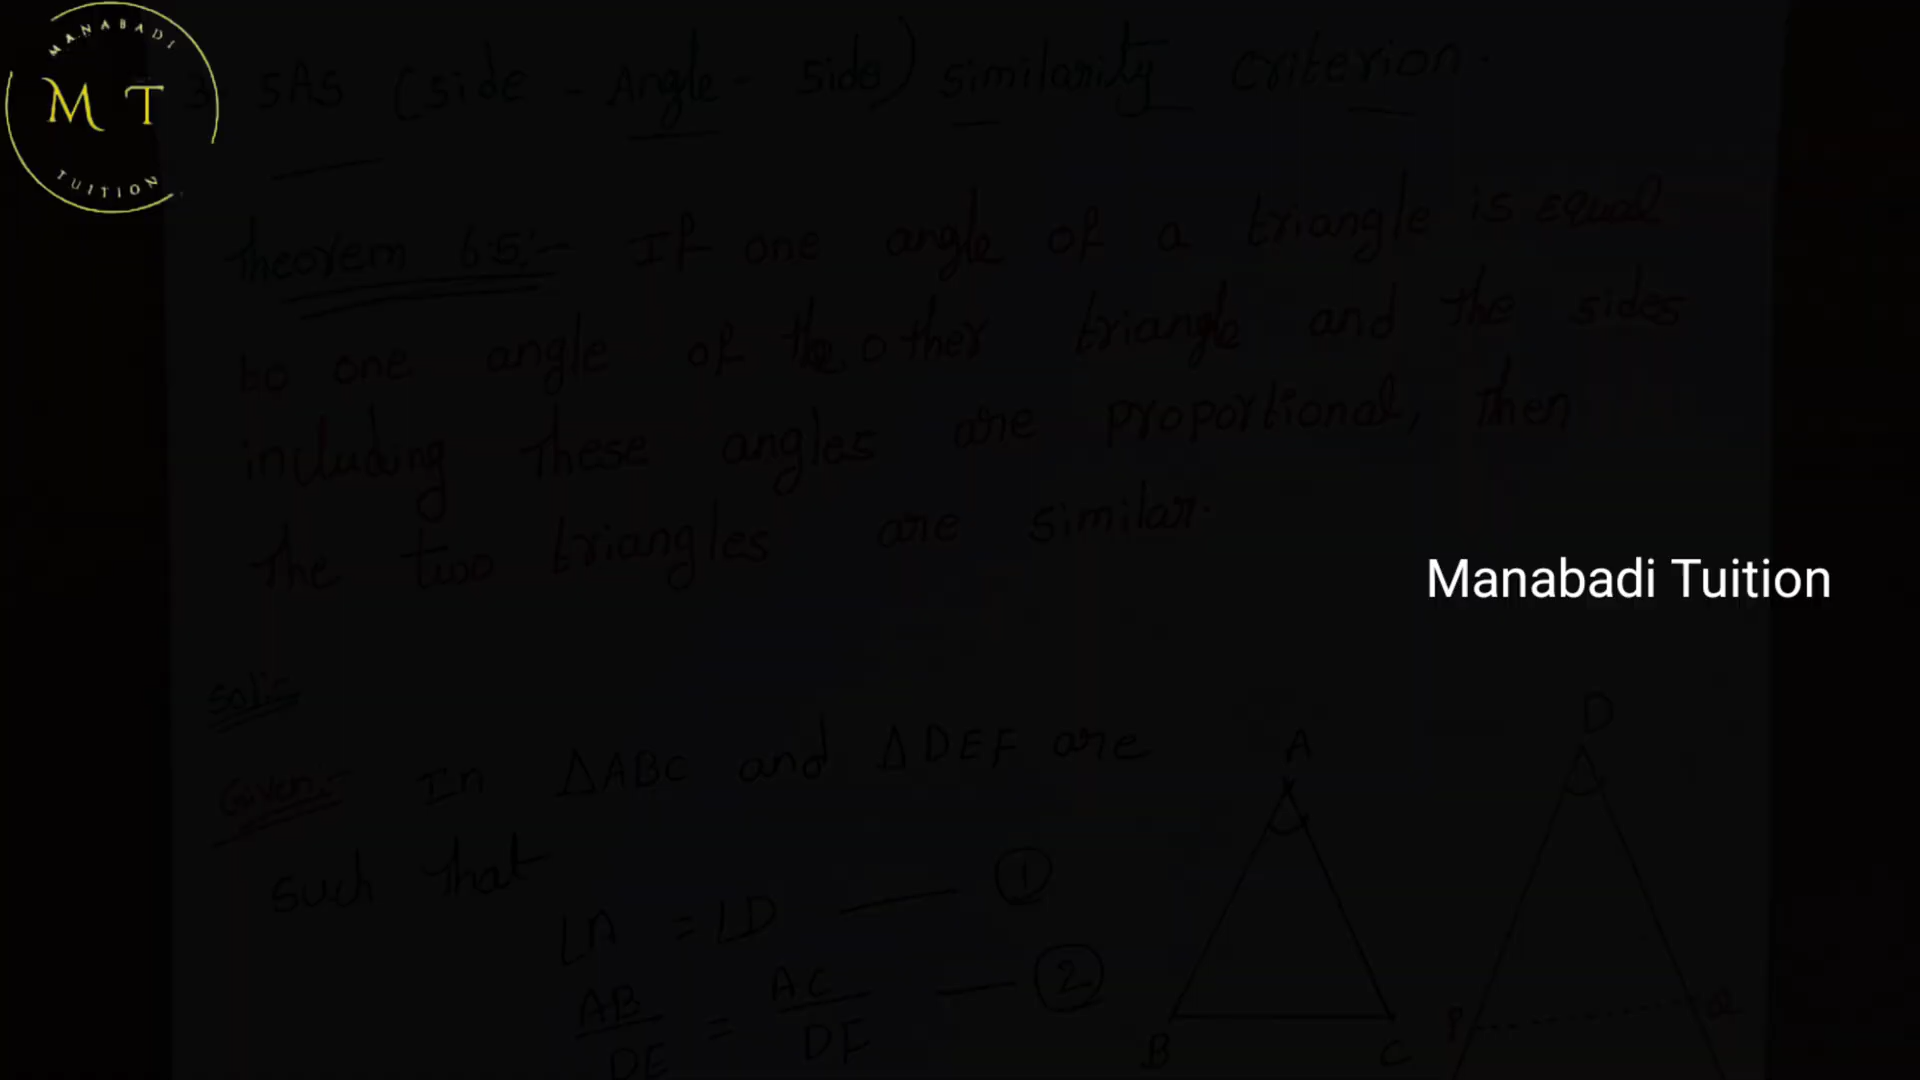 MANABADI
M T
TUITION
3. SAS (Side - Angle - Side) similarity criterion.
Theorem 6.5:- If one angle of a triangle is equal
to one angle of the other triangle and the sides
including these angles are proportional, then
the two triangles are similar.
Manabadi Tuition
Sol:-
Given:- In ΔABC and ΔDEF are
such that
∠A = ∠D —— ①
AB/DE = AC/DF —— ②
A
D
B
C
P
Q